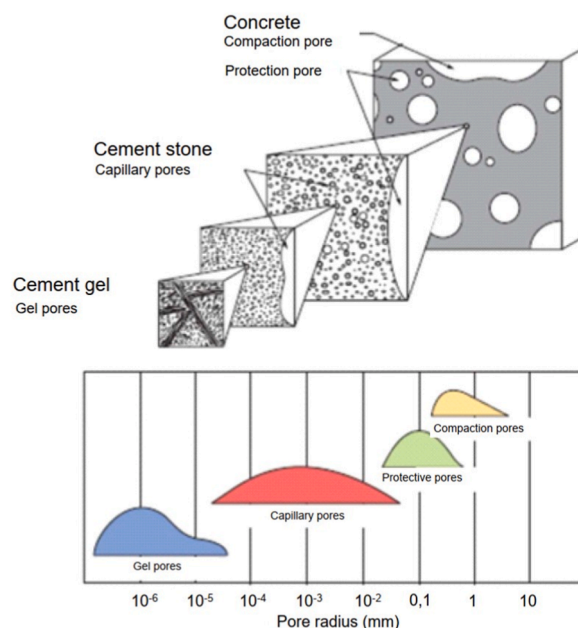 Concrete
Compaction pore
Protection pore
Cement stone
Capillary pores
Cement gel
Gel pores
Compaction pores
Protective pores
Capillary pores
Gel pores
10-6 10-5 10-4 10-3 10-2 0,1 1 10
Pore radius (mm)